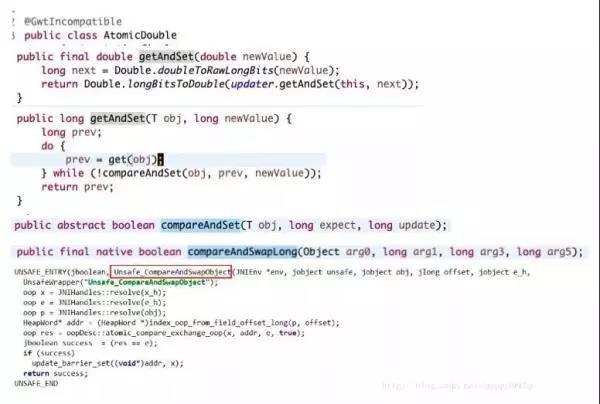 2 @GwtIncompatible
3 public class AtomicDouble
public final double getAndSet(double newValue) {
long next = Double.doubleToRawLongBits(newValue);
return Double.longBitsToDouble(updater.getAndSet(this, next));
}
public long getAndSet(T obj, long newValue) {
long prev;
do {
prev = get(obj);
} while (!compareAndSet(obj, prev, newValue));
return prev;
}
public abstract boolean compareAndSet(T obj, long expect, long update);
public final native boolean compareAndSwapLong(Object arg0, long arg1, long arg3, long arg5);
UNSAFE_ENTRY(jboolean, Unsafe_CompareAndSwapObject(JNIEnv *env, jobject unsafe, jobject obj, jlong offset, jobject e_h,
UnsafeWrapper("Unsafe_CompareAndSwapObject");
oop x = JNIHandles::resolve(x_h);
oop e = JNIHandles::resolve(e_h);
oop p = JNIHandles::resolve(obj);
HeapWord* addr = (HeapWord *)index_oop_from_field_offset_long(p, offset);
oop res = oopDesc::atomic_compare_exchange_oop(x, addr, e, true);
jboolean success = (res == e);
if (success)
update_barrier_set((void*)addr, x);
return success;
UNSAFE_END